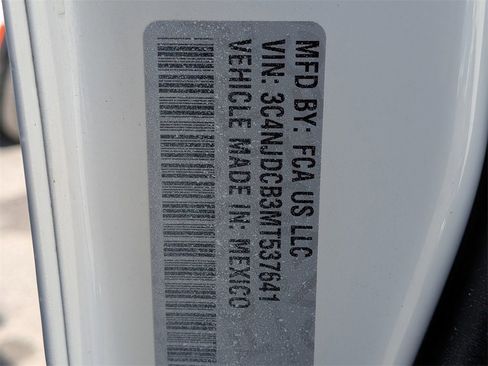 MFD BY: FCA US LLC
VIN: 3C4NJDCB3MT537641
VEHICLE MADE IN: MEXICO